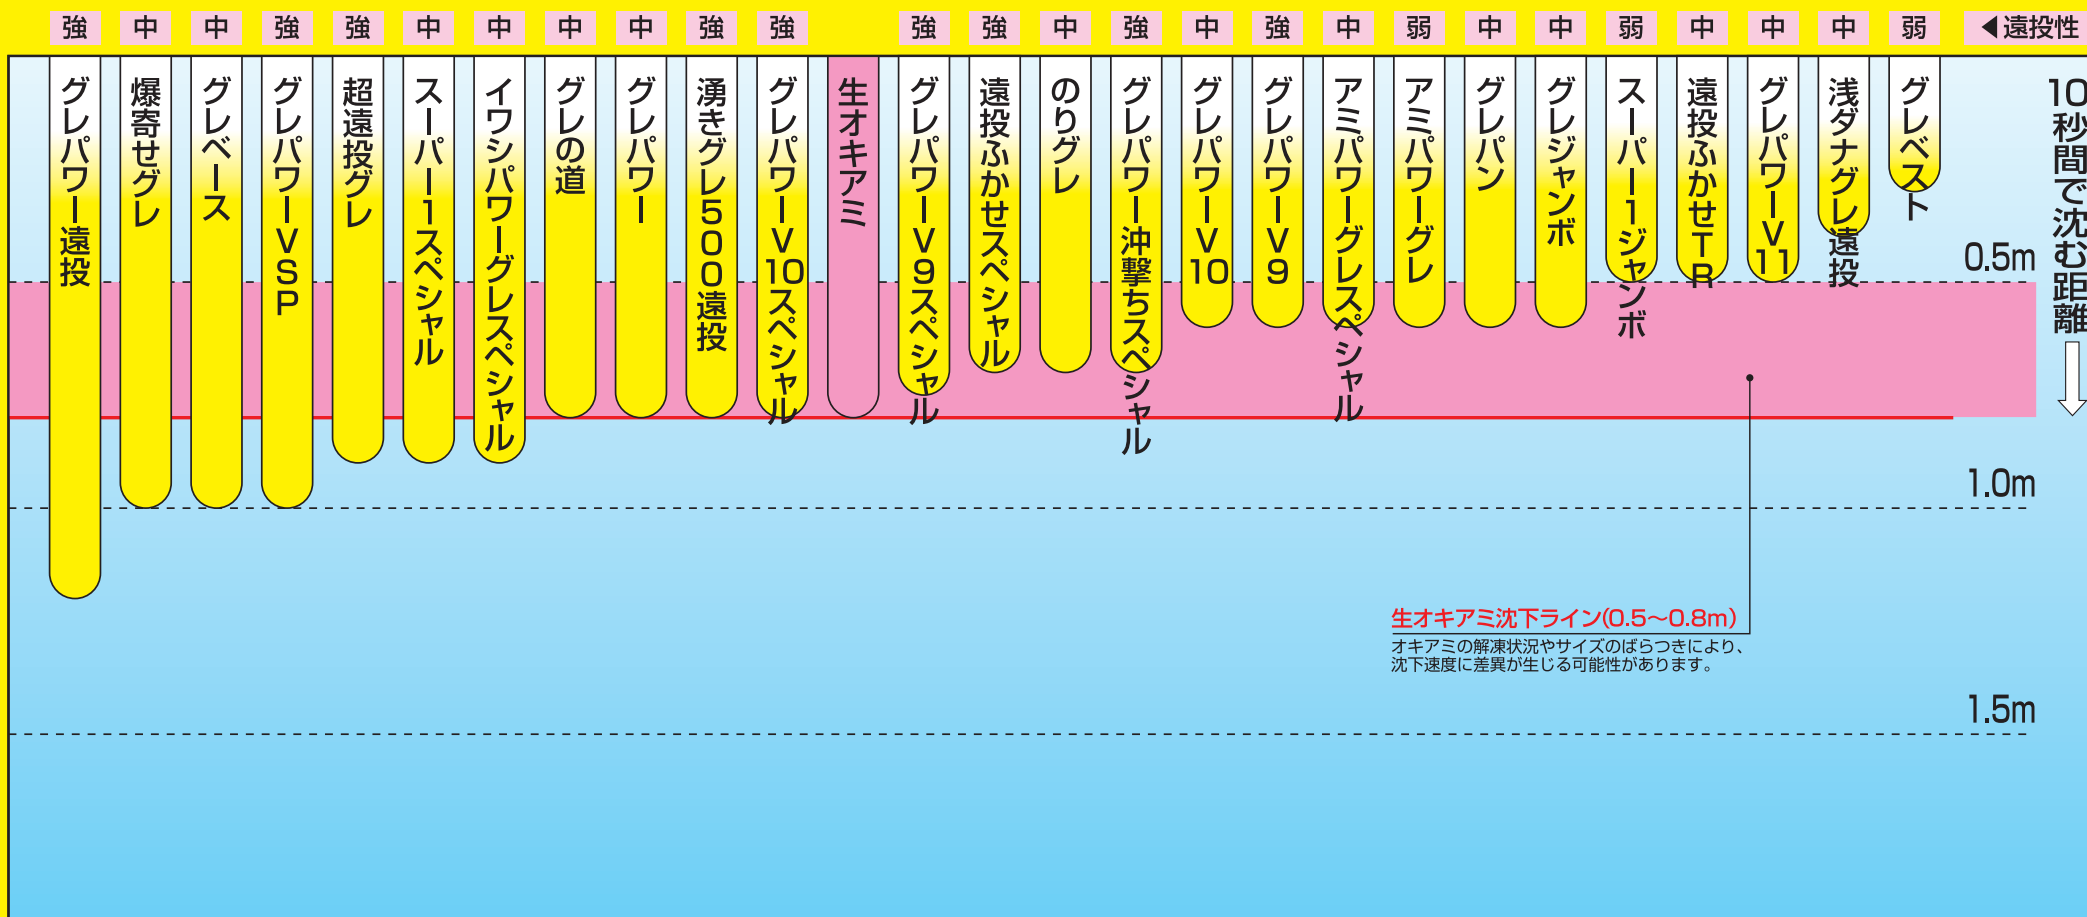 強 中 中 強 強 中 中 中 中 強 強 強 強 中 強 中 強 中 弱 中 中 弱 中 中 中 弱 ◀遠投性
グレパワー遠投
爆寄せグレ
グレベース
グレパワーVSP
超遠投グレ
スーパー1スペシャル
イワシパワーグレスペシャル
グレの道
グレパワー
湧きグレ500遠投
グレパワーV10スペシャル
生オキアミ
グレパワーV9スペシャル
遠投ふかせスペシャル
のりグレ
グレパワー沖撃ちスペシャル
グレパワーV10
グレパワーV9
アミパワーグレスペシャル
アミパワーグレ
グレパン
グレジャンボ
スーパー1ジャンボ
遠投ふかせTR
グレパワーV11
浅ダナグレ遠投
グレベスト
10秒間で沈む距離
0.5m
1.0m
1.5m
生オキアミ沈下ライン(0.5〜0.8m)
オキアミの解凍状況やサイズのばらつきにより、
沈下速度に差異が生じる可能性があります。